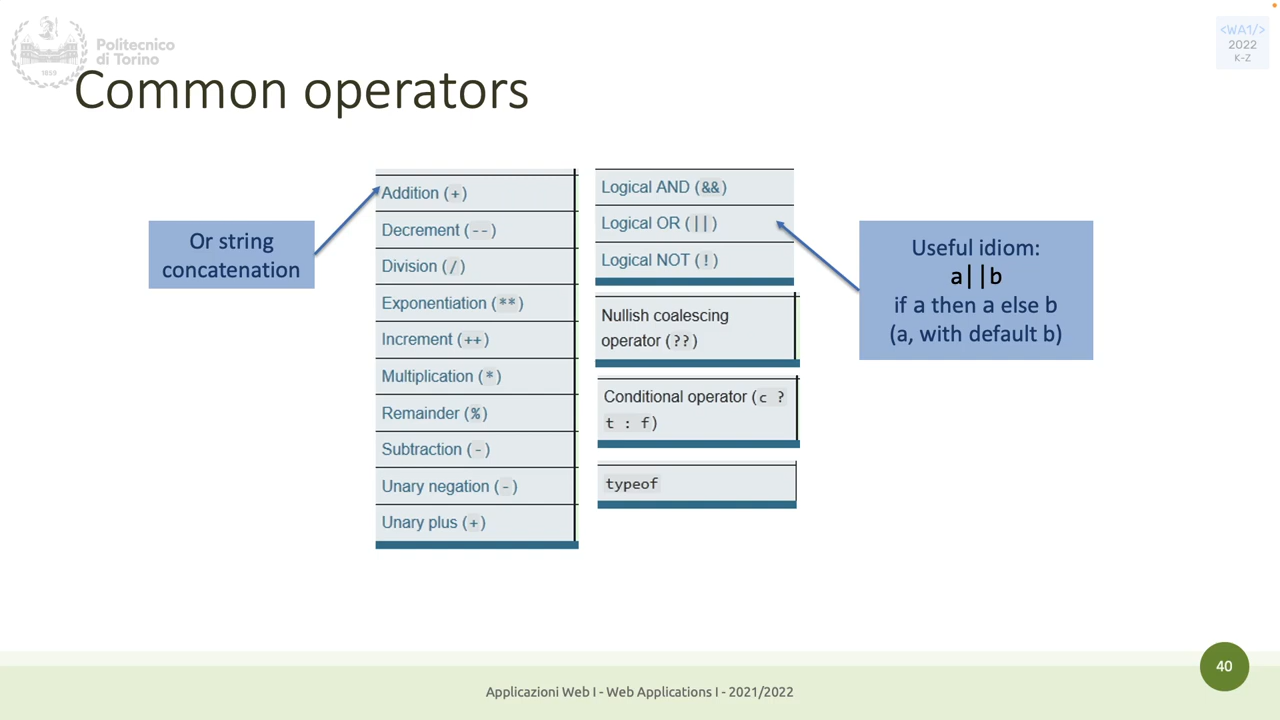 Politecnico
di Torino
1859
<WA1/>
2022
K-Z
Common operators
Or string
concatenation
Addition (+)
Decrement (--)
Division (/)
Exponentiation (**)
Increment (++)
Multiplication (*)
Remainder (%)
Subtraction (-)
Unary negation (-)
Unary plus (+)
Logical AND (&&)
Logical OR (||)
Logical NOT (!)
Nullish coalescing
operator (??)
Conditional operator (c ?
t : f)
typeof
Useful idiom:
a||b
if a then a else b
(a, with default b)
40
Applicazioni Web I - Web Applications I - 2021/2022